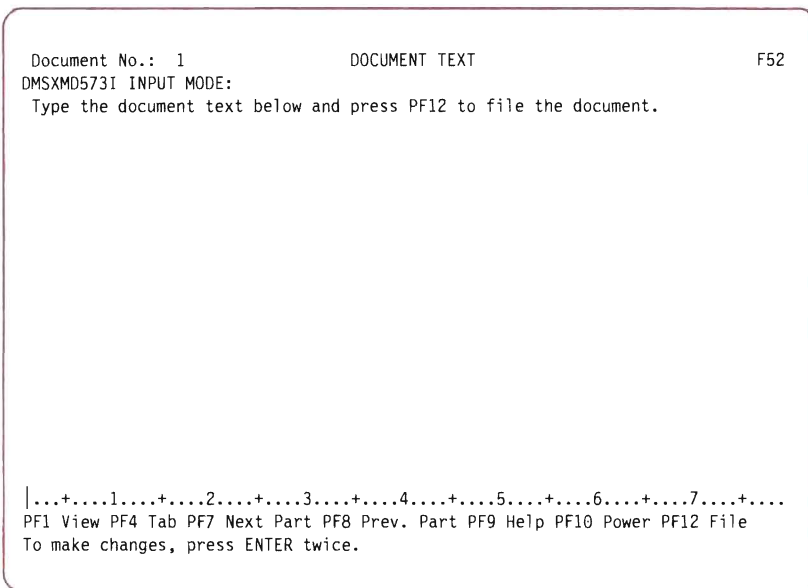 Document No.: 1 DOCUMENT TEXT F52
DMSXMD573I INPUT MODE:
Type the document text below and press PF12 to file the document.
|...+....1....+....2....+....3....+....4....+....5....+....6....+....7....+....
PF1 View PF4 Tab PF7 Next Part PF8 Prev. Part PF9 Help PF10 Power PF12 File
To make changes, press ENTER twice.